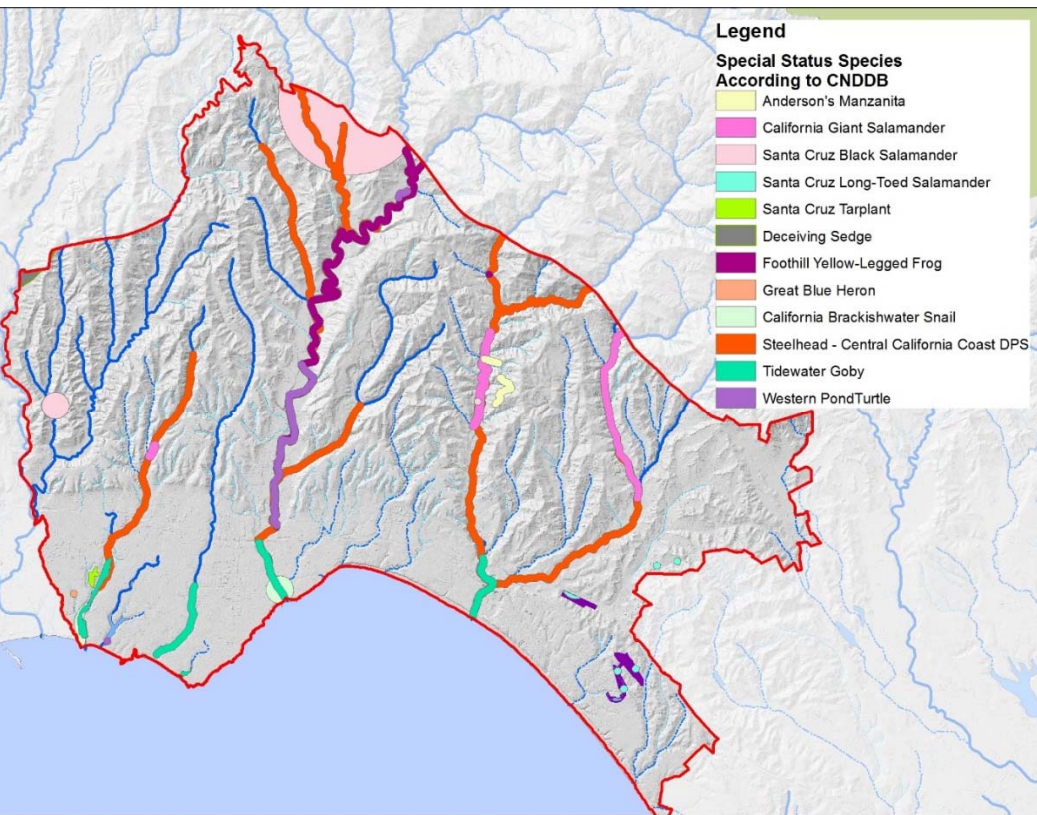 Legend
Special Status Species
According to CNDDB
Anderson's Manzanita
California Giant Salamander
Santa Cruz Black Salamander
Santa Cruz Long-Toed Salamander
Santa Cruz Tarplant
Deceiving Sedge
Foothill Yellow-Legged Frog
Great Blue Heron
California Brackishwater Snail
Steelhead - Central California Coast DPS
Tidewater Goby
Western PondTurtle